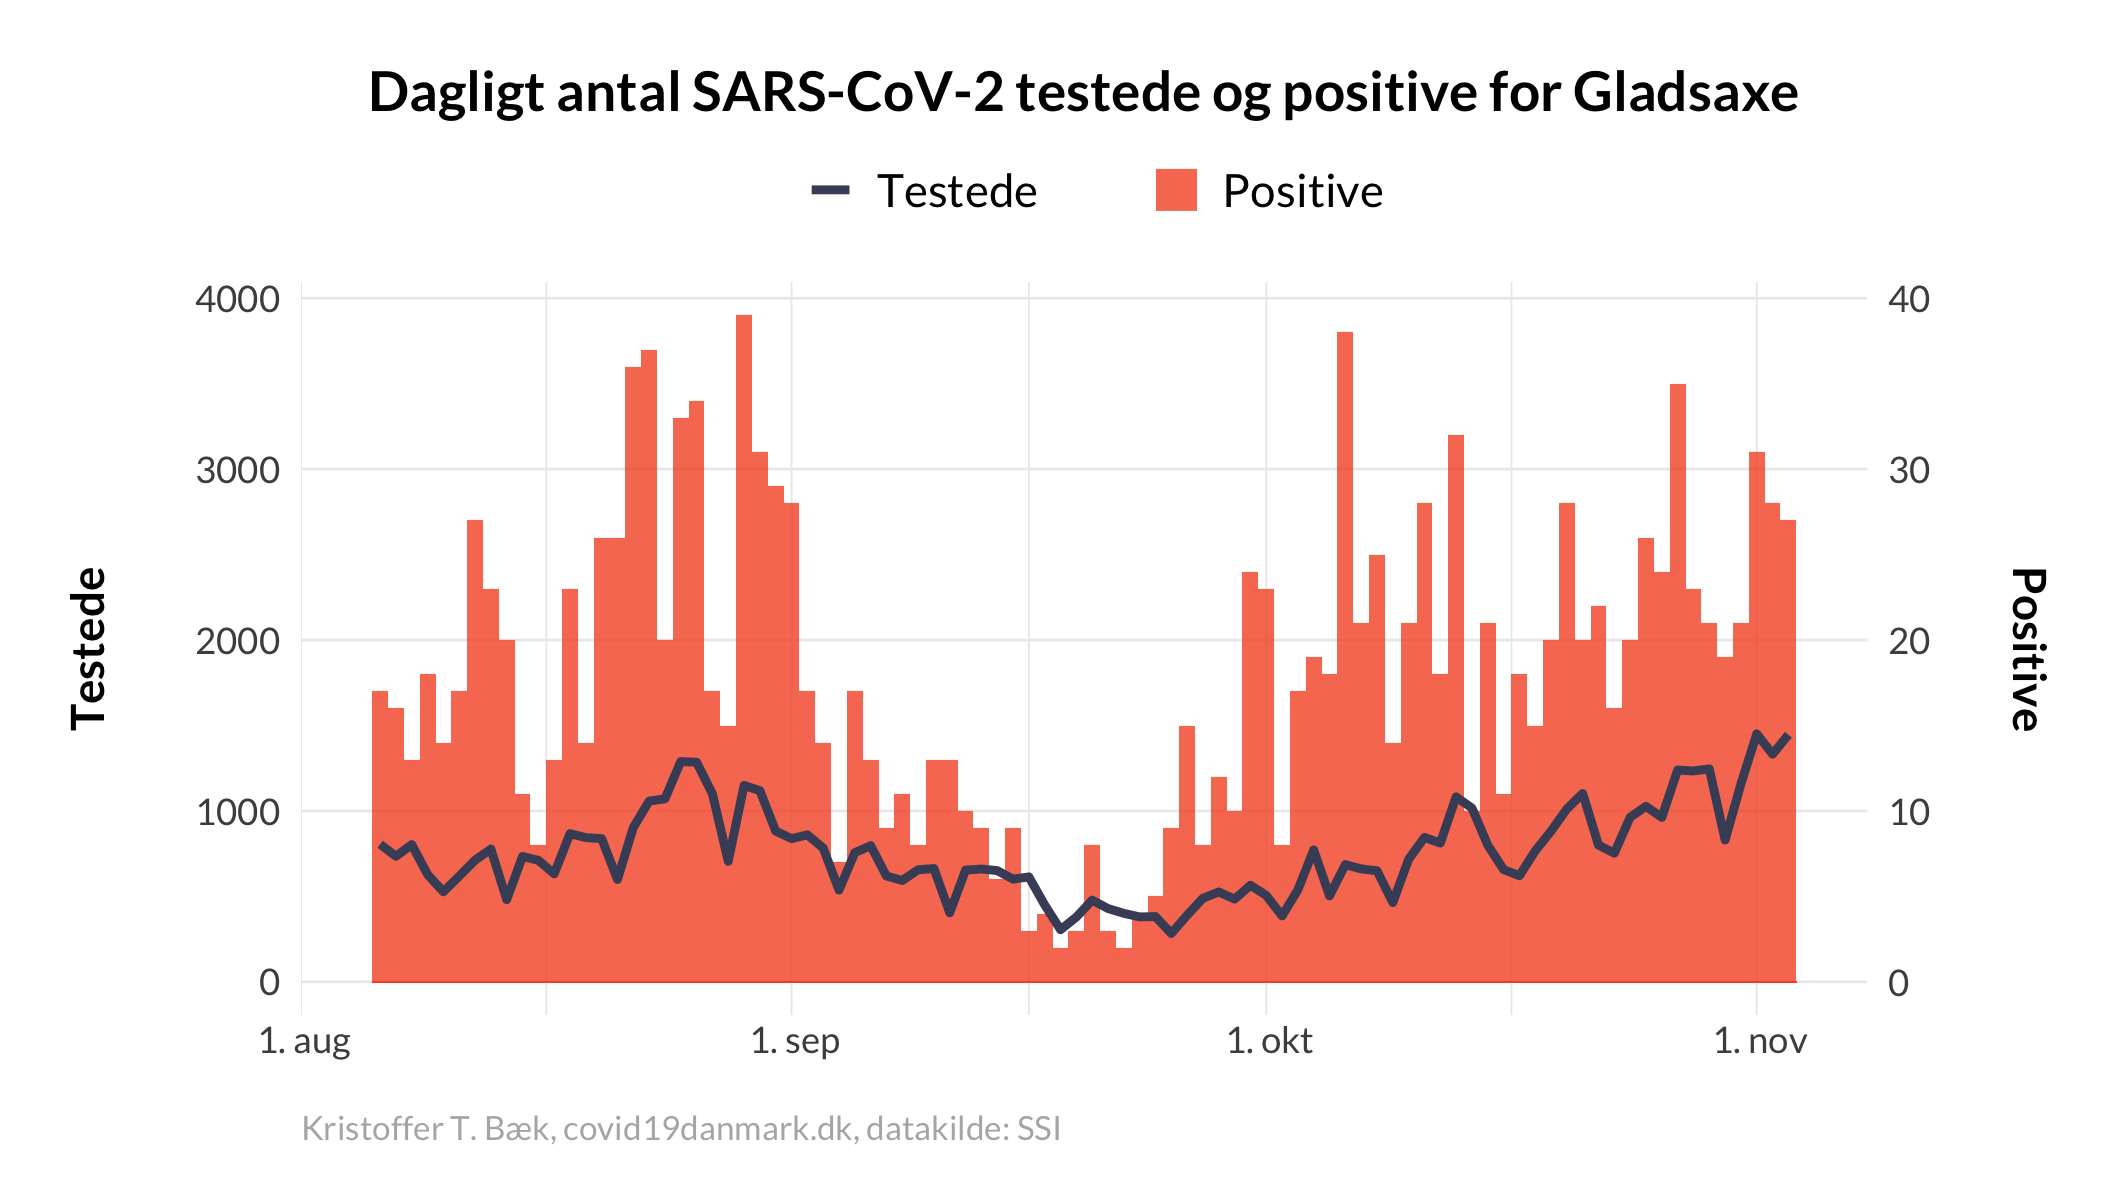 Dagligt antal SARS-CoV-2 testede og positive for Gladsaxe
Testede
Positive
4000
3000
2000
1000
0
Testede
40
30
20
10
0
Positive
1. aug
1. sep
1. okt
1. nov
Kristoffer T. Bæk, covid19danmark.dk, datakilde: SSI